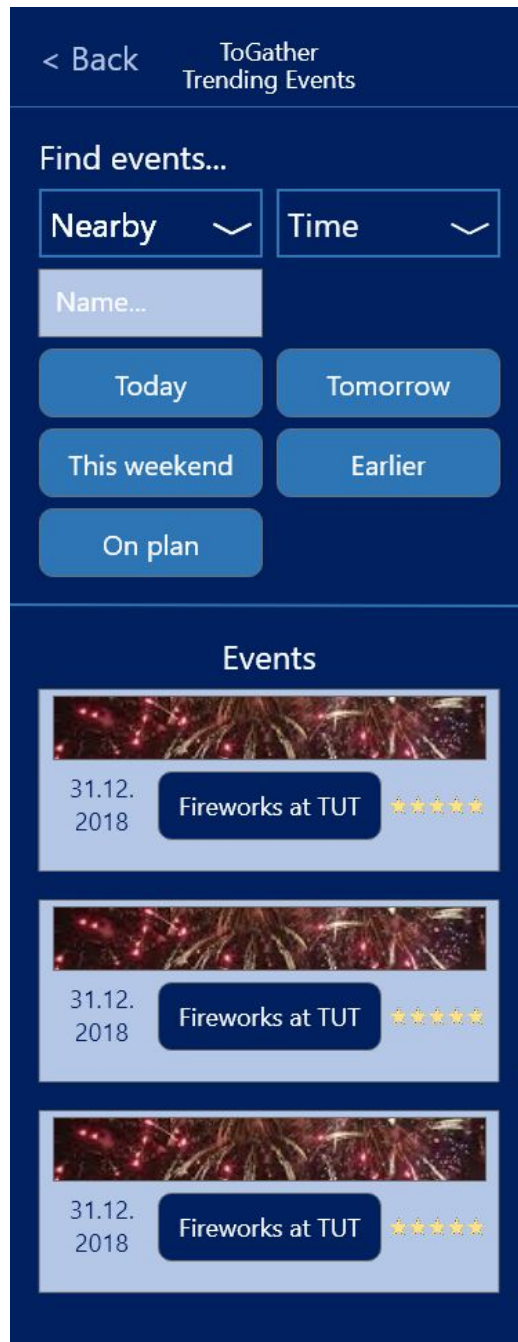 < Back
ToGather
Trending Events
Find events...
Nearby
Time
Name...
Today
Tomorrow
This weekend
Earlier
On plan
Events
31.12.
2018
Fireworks at TUT
31.12.
2018
Fireworks at TUT
31.12.
2018
Fireworks at TUT